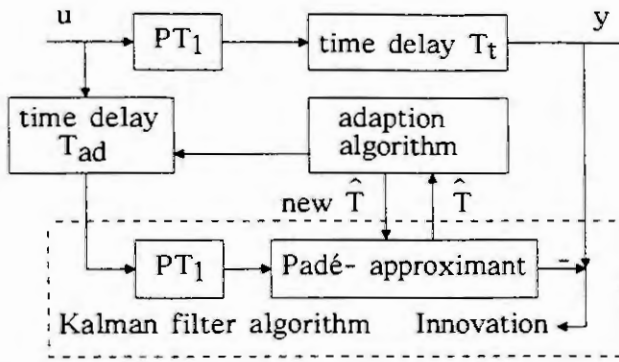 u
y
PT1
time delay Tt
time delay
Tad
adaption
algorithm
new T̂
T̂
PT1
Padé- approximant
-
Kalman filter algorithm
Innovation